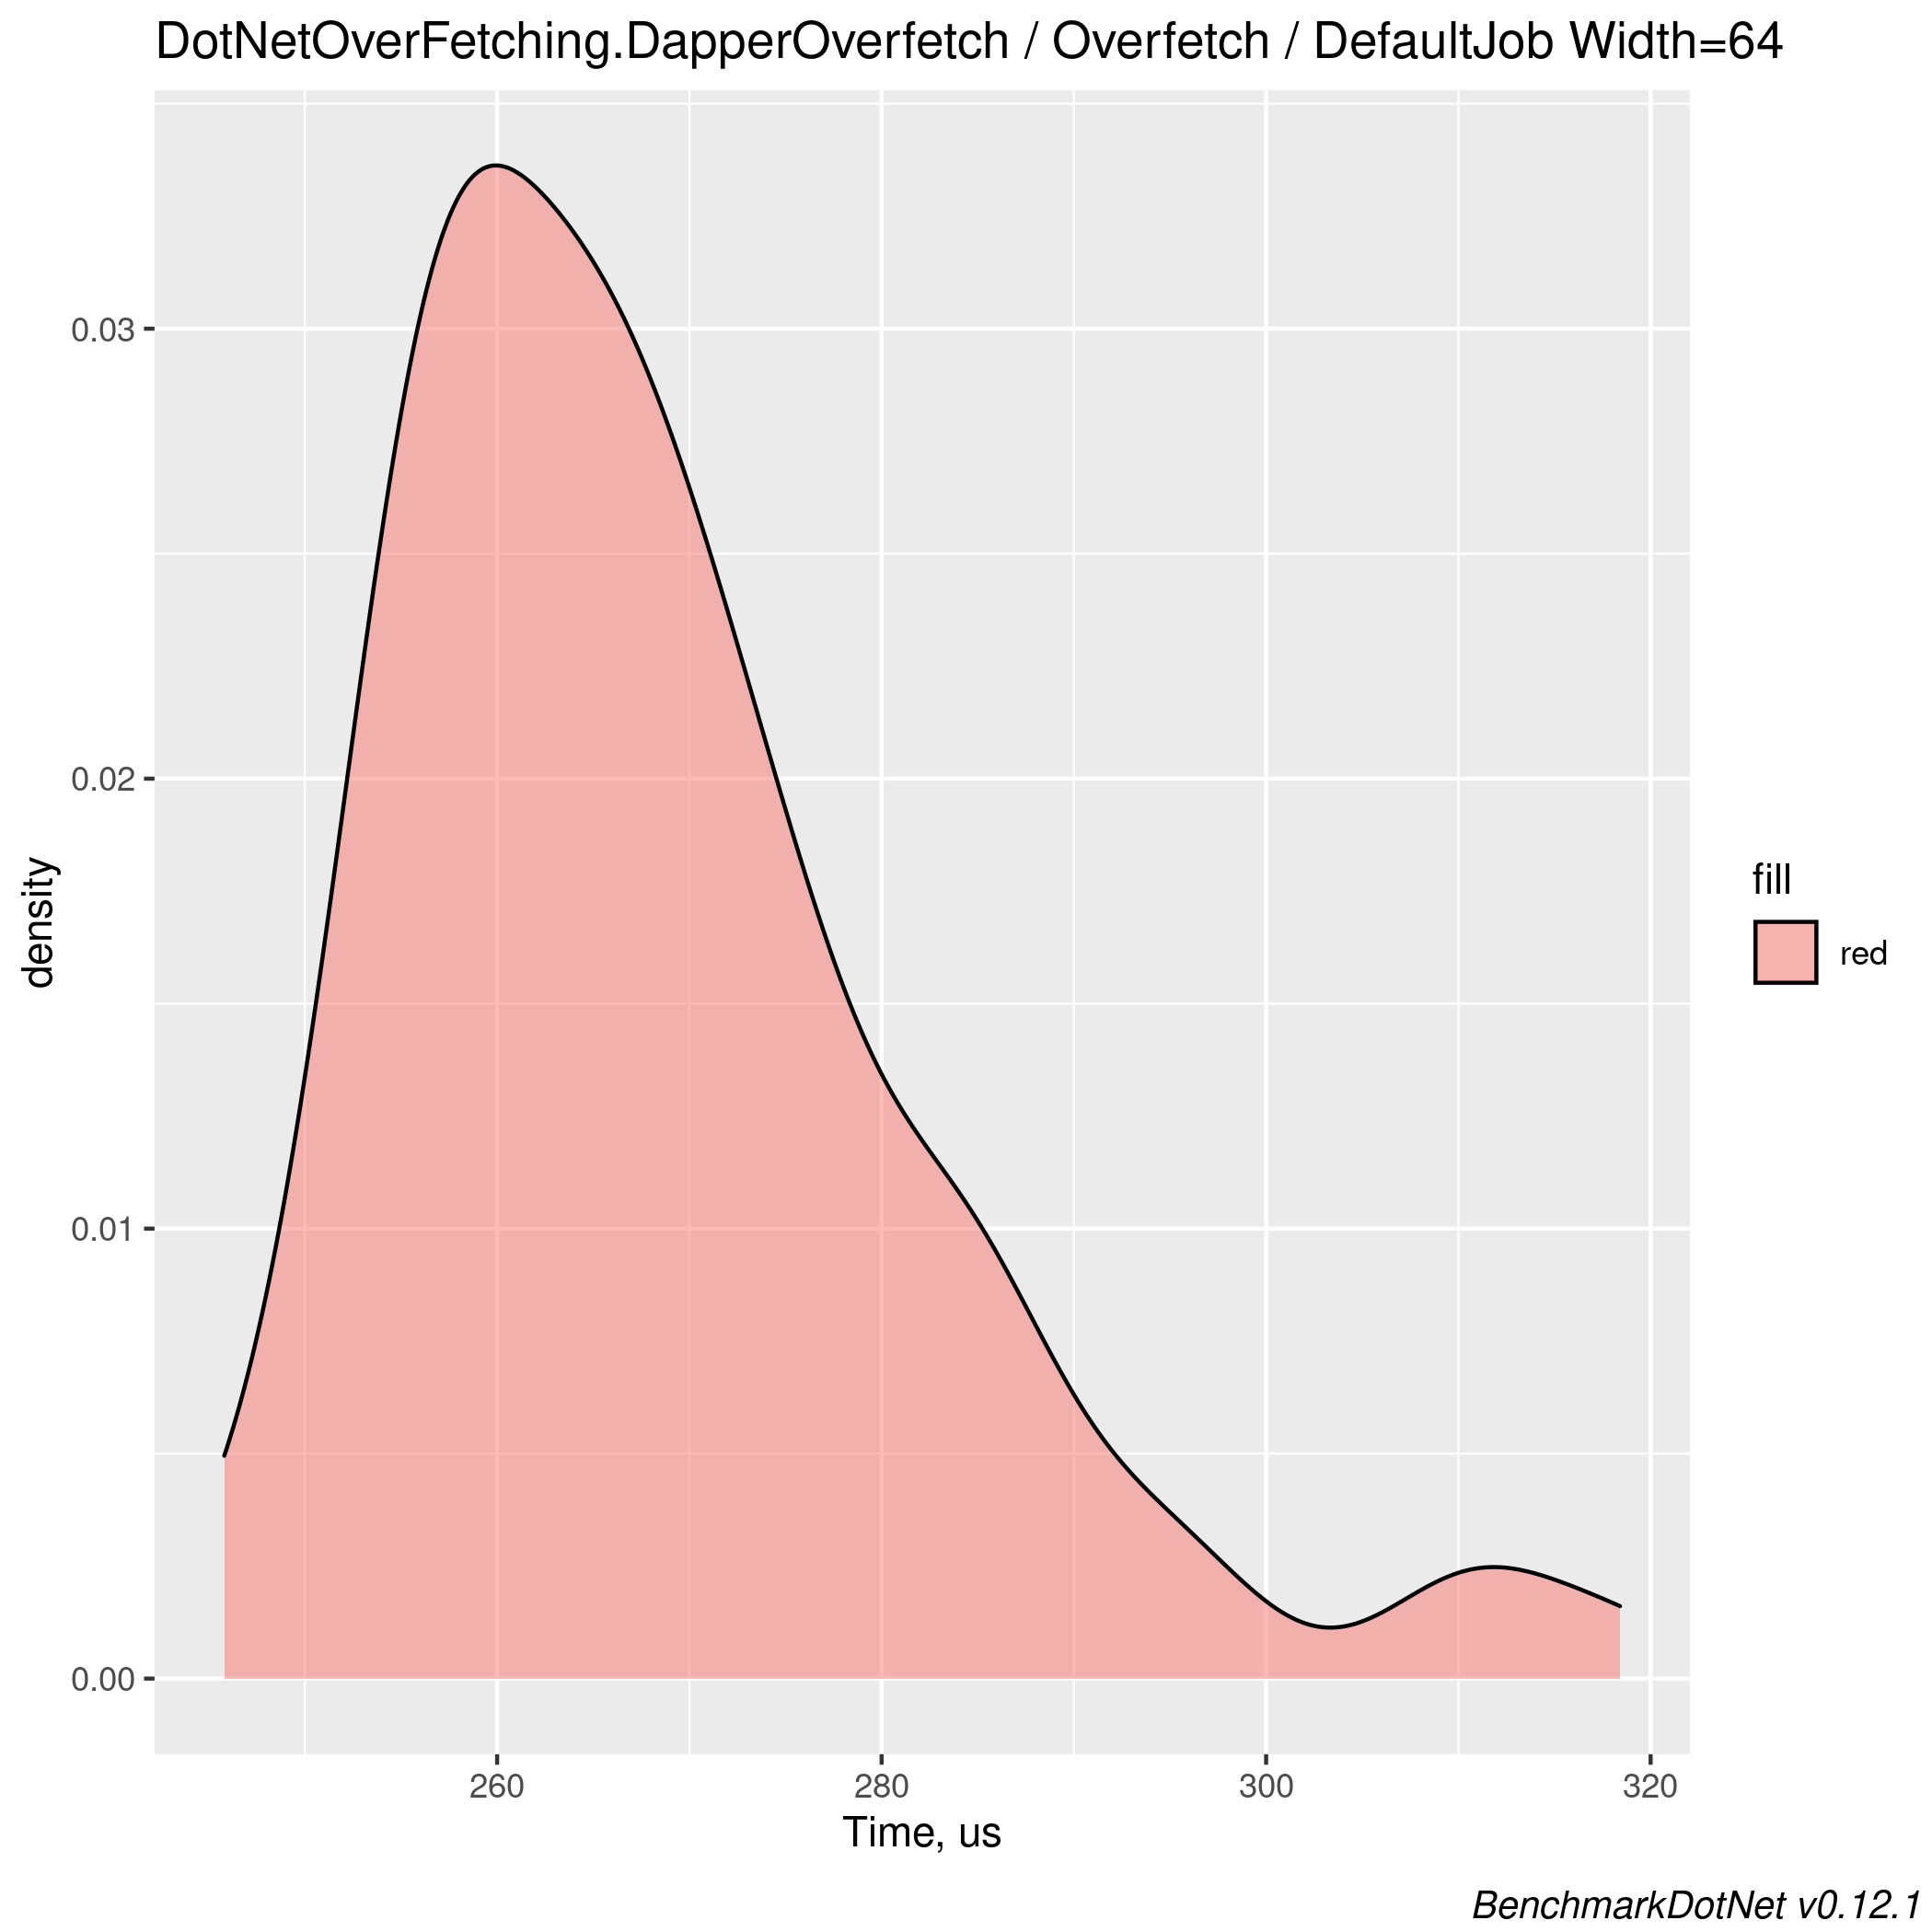 DotNetOverFetching.DapperOverfetch / Overfetch / DefaultJob Width=64
density
0.03
0.02
0.01
0.00
260 280 300 320
Time, us
fill
red
BenchmarkDotNet v0.12.1